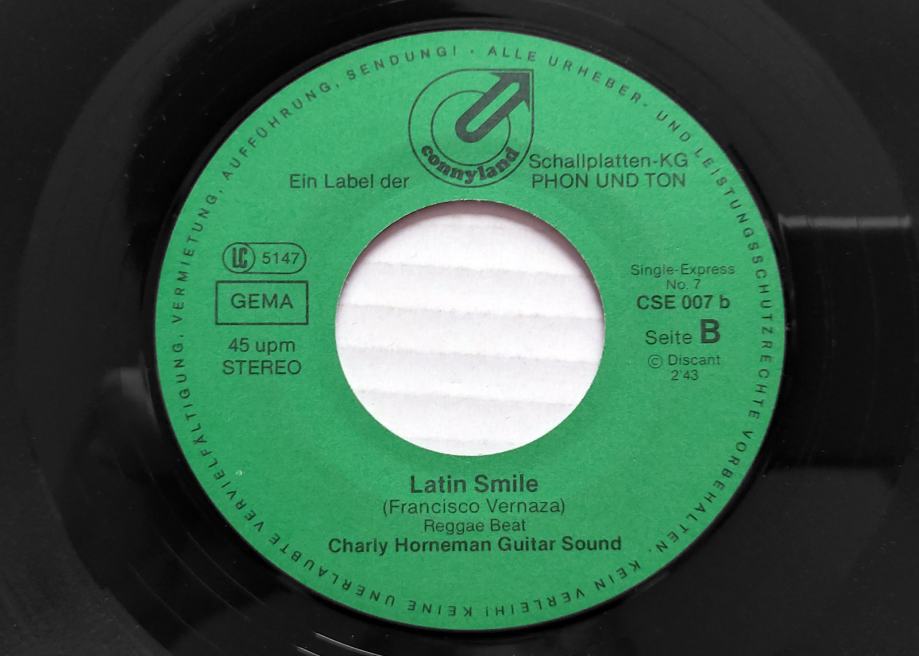 ALLE URHEBER- UND LEISTUNGSSCHUTZRECHTE VORBEHALTEN. KEIN VERLEIH! KEINE UNERLAUBTE VERVIELFÄLTIGUNG, VERMIETUNG, AUFFÜHRUNG, SENDUNG! ·
connyland
Ein Label der
Schallplatten-KG
PHON UND TON
LC 5147
GEMA
45 upm
STEREO
Single-Express
No. 7
CSE 007 b
Seite B
© Discant
2'43
Latin Smile
(Francisco Vernaza)
Reggae Beat
Charly Horneman Guitar Sound